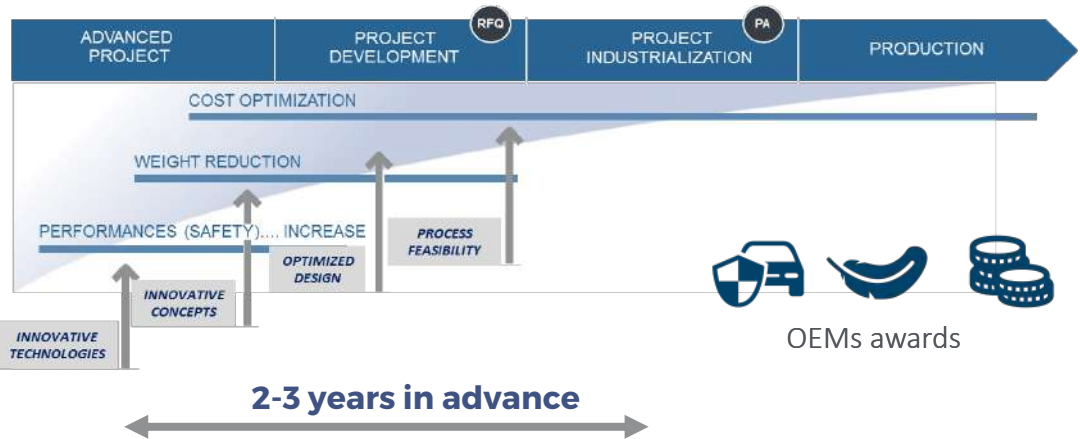 ADVANCED
PROJECT
PROJECT
DEVELOPMENT
RFQ
PROJECT
INDUSTRIALIZATION
PA
PRODUCTION
COST OPTIMIZATION
WEIGHT REDUCTION
PERFORMANCES (SAFETY).... INCREASE
PROCESS
FEASIBILITY
OPTIMIZED
DESIGN
INNOVATIVE
CONCEPTS
INNOVATIVE
TECHNOLOGIES
OEMs awards
2-3 years in advance